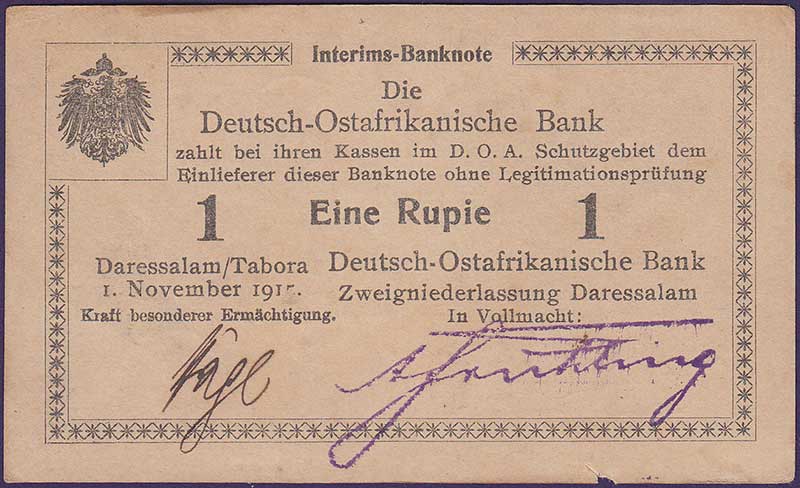 Interims-Banknote
Die
Deutsch-Ostafrikanische Bank
zahlt bei ihren Kassen im D. O. A. Schutzgebiet dem
Einlieferer dieser Banknote ohne Legitimationsprüfung
1 Eine Rupie 1
Daressalam/Tabora
1. November 1915.
Kraft besonderer Ermächtigung.
Deutsch-Ostafrikanische Bank
Zweigniederlassung Daressalam
In Vollmacht: